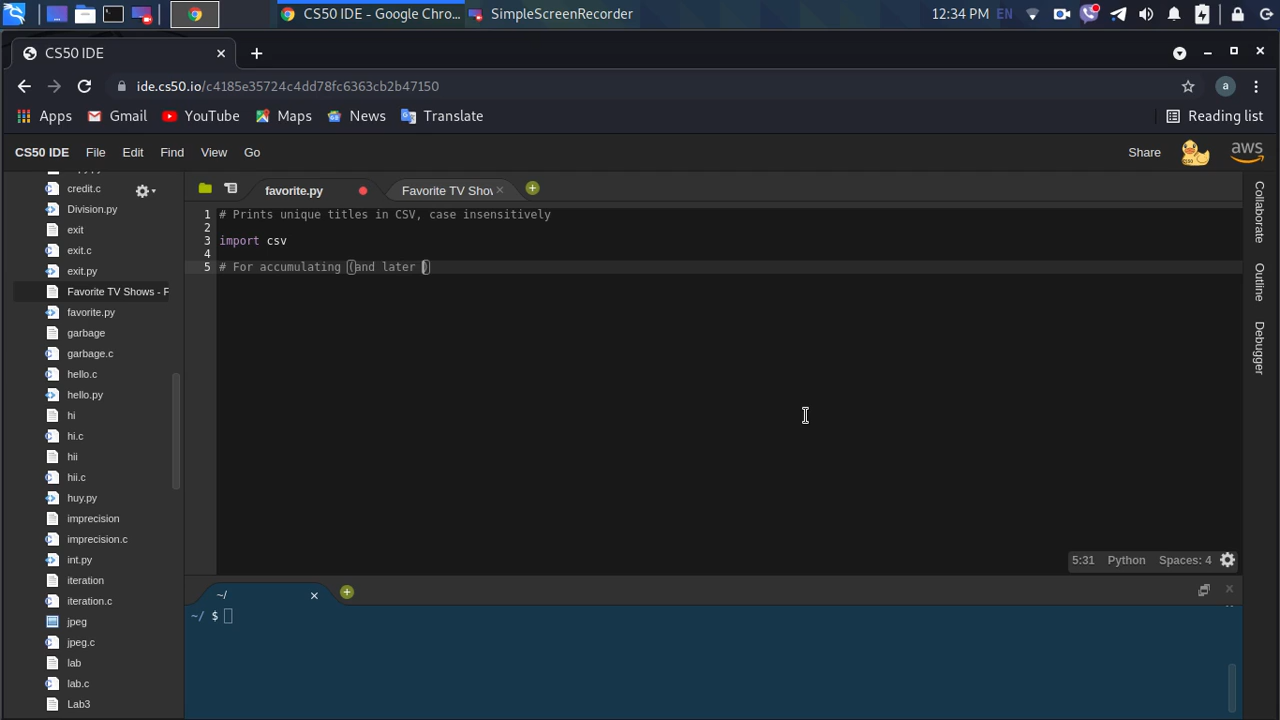 CS50 IDE - Google Chro...
SimpleScreenRecorder
12:34 PM EN
CS50 IDE
ide.cs50.io/c4185e35724c4dd78fc6363cb2b47150
a
Apps
Gmail
YouTube
Maps
News
Translate
Reading list
CS50 IDE File Edit Find View Go
Share
aws
credit.c
Division.py
exit
exit.c
exit.py
Favorite TV Shows - F
favorite.py
garbage
garbage.c
hello.c
hello.py
hi
hi.c
hii
hii.c
huy.py
imprecision
imprecision.c
int.py
iteration
iteration.c
jpeg
jpeg.c
lab
lab.c
Lab3
favorite.py
Favorite TV Shov
1 # Prints unique titles in CSV, case insensitively
2
3 import csv
4
5 # For accumulating (and later )
5:31 Python Spaces: 4
Collaborate
Outline
Debugger
~/
~/ $